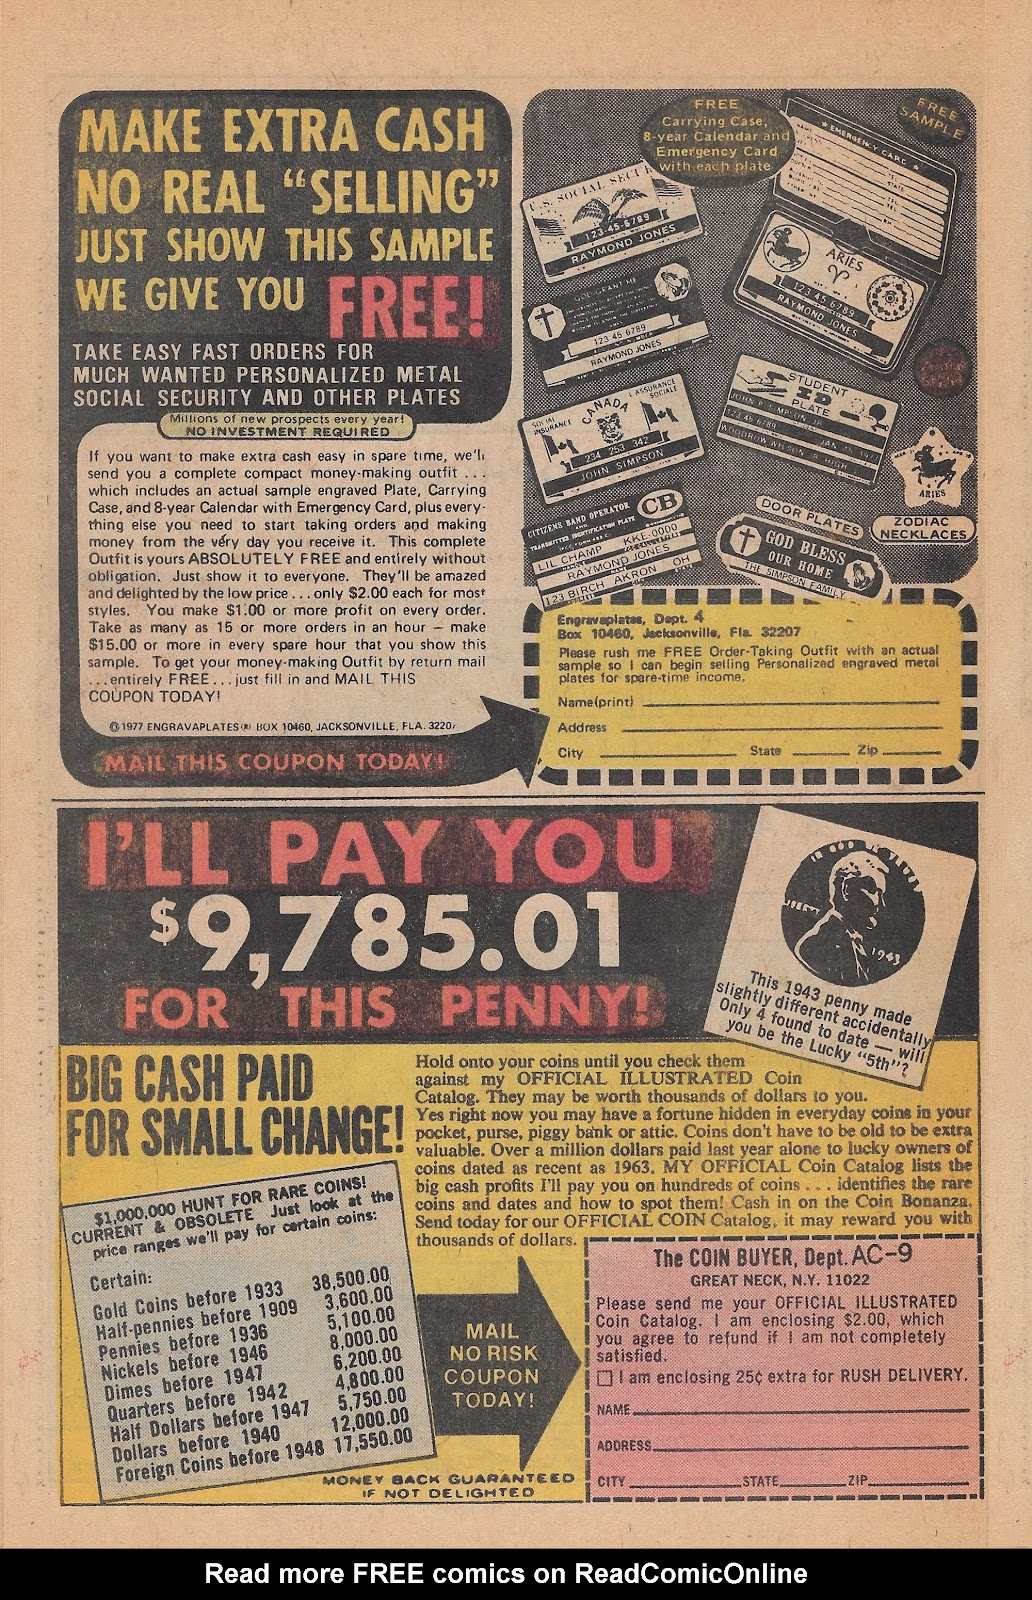 MAKE EXTRA CASH
NO REAL "SELLING"
JUST SHOW THIS SAMPLE
WE GIVE YOU FREE!
TAKE EASY FAST ORDERS FOR
MUCH WANTED PERSONALIZED METAL
SOCIAL SECURITY AND OTHER PLATES
Millions of new prospects every year!
NO INVESTMENT REQUIRED
If you want to make extra cash easy in spare time, we'll
send you a complete compact money-making outfit ...
which includes an actual sample engraved Plate, Carrying
Case, and 8-year Calendar with Emergency Card, plus every-
thing else you need to start taking orders and making
money from the very day you receive it. This complete
Outfit is yours ABSOLUTELY FREE and entirely without
obligation. Just show it to everyone. They'll be amazed
and delighted by the low price ... only $2.00 each for most
styles. You make $1.00 or more profit on every order.
Take as many as 15 or more orders in an hour — make
$15.00 or more in every spare hour that you show this
sample. To get your money-making Outfit by return mail
...entirely FREE...just fill in and MAIL THIS
COUPON TODAY!
© 1977 ENGRAVAPLATES ® BOX 10460, JACKSONVILLE, FLA. 32207
MAIL THIS COUPON TODAY!
FREE
Carrying Case,
8-year Calendar and
Emergency Card
with each plate
FREE
SAMPLE
★ EMERGENCY CARD ★
U.S. SOCIAL SECUR
123-45-6789
RAYMOND JONES
GOD GRANT ME
123 45 6789
RAYMOND JONES
ARIES
123 45 6789
RAYMOND JONES
SOCIAL
INSURANCE
CANADA
L ASSURANCE
SOCIALE
234 253 342
JOHN SIMPSON
STUDENT
ID
PLATE
JOHN P SIMPSON JR.
123 45 6789 JAN. 25, 1977
WOODROW WILSON JR. HIGH
ARIES
CITIZENS BAND OPERATOR
TRANSMITTER IDENTIFICATION PLATE
CB
LIL CHAMP KKE-0000
RAYMOND JONES
123 BIRCH AKRON OH
DOOR PLATES
GOD BLESS
OUR HOME
THE SIMPSON FAMILY
ZODIAC
NECKLACES
Engravaplates, Dept. 4
Box 10460, Jacksonville, Fla. 32207
Please rush me FREE Order-Taking Outfit with an actual
sample so I can begin selling Personalized engraved metal
plates for spare-time income.
Name(print)
Address
City State Zip
I'LL PAY YOU
$9,785.01
FOR THIS PENNY!
IN GOD WE TRUST
LIBERTY
1943
This 1943 penny made
slightly different accidentally
Only 4 found to date — will
you be the Lucky "5th"?
BIG CASH PAID
FOR SMALL CHANGE!
Hold onto your coins until you check them
against my OFFICIAL ILLUSTRATED Coin
Catalog. They may be worth thousands of dollars to you.
Yes right now you may have a fortune hidden in everyday coins in your
pocket, purse, piggy bank or attic. Coins don't have to be old to be extra
valuable. Over a million dollars paid last year alone to lucky owners of
coins dated as recent as 1963. MY OFFICIAL Coin Catalog lists the
big cash profits I'll pay you on hundreds of coins ... identifies the rare
coins and dates and how to spot them! Cash in on the Coin Bonanza.
Send today for our OFFICIAL COIN Catalog, it may reward you with
thousands of dollars.
$1,000,000 HUNT FOR RARE COINS!
CURRENT & OBSOLETE Just look at the
price ranges we'll pay for certain coins:
Certain:
Gold Coins before 1933 38,500.00
Half-pennies before 1909 3,600.00
Pennies before 1936 5,100.00
Nickels before 1946 8,000.00
Dimes before 1947 6,200.00
Quarters before 1942 4,800.00
Half Dollars before 1947 5,750.00
Dollars before 1940 12,000.00
Foreign Coins before 1948 17,550.00
MAIL
NO RISK
COUPON
TODAY!
MONEY BACK GUARANTEED
IF NOT DELIGHTED
The COIN BUYER, Dept. AC-9
GREAT NECK, N.Y. 11022
Please send me your OFFICIAL ILLUSTRATED
Coin Catalog. I am enclosing $2.00, which
you agree to refund if I am not completely
satisfied.
☐ I am enclosing 25¢ extra for RUSH DELIVERY.
NAME
ADDRESS
CITY STATE ZIP
Read more FREE comics on ReadComicOnline